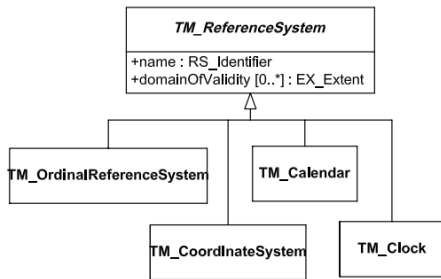 TM_ReferenceSystem
+name : RS_Identifier
+domainOfValidity [0..*] : EX_Extent
TM_OrdinalReferenceSystem
TM_Calendar
TM_CoordInateSystem
TM_Clock